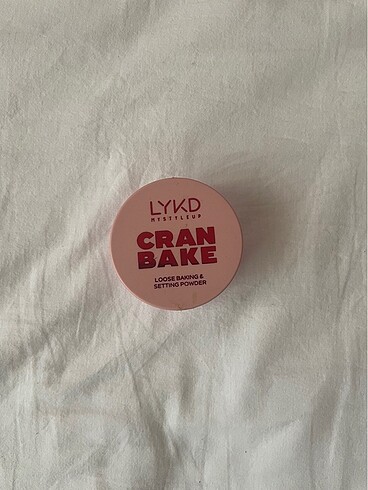 LYKD
MYSTYLEUP
CRAN
BAKE
LOOSE BAKING &
SETTING POWDER